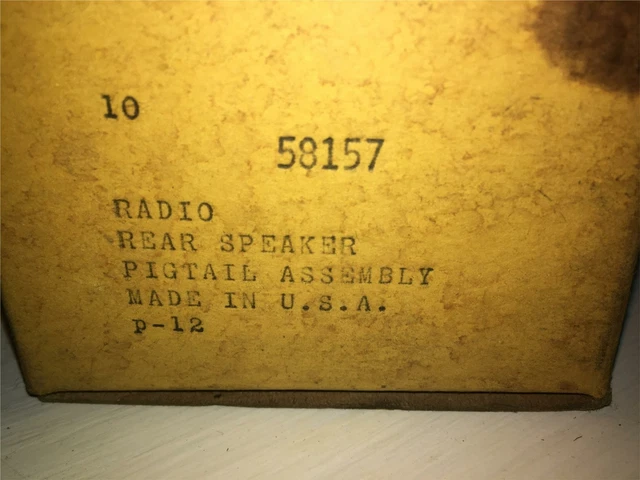 10
58157
RADIO
REAR SPEAKER
PIGTAIL ASSEMBLY
MADE IN U.S.A.
p-12